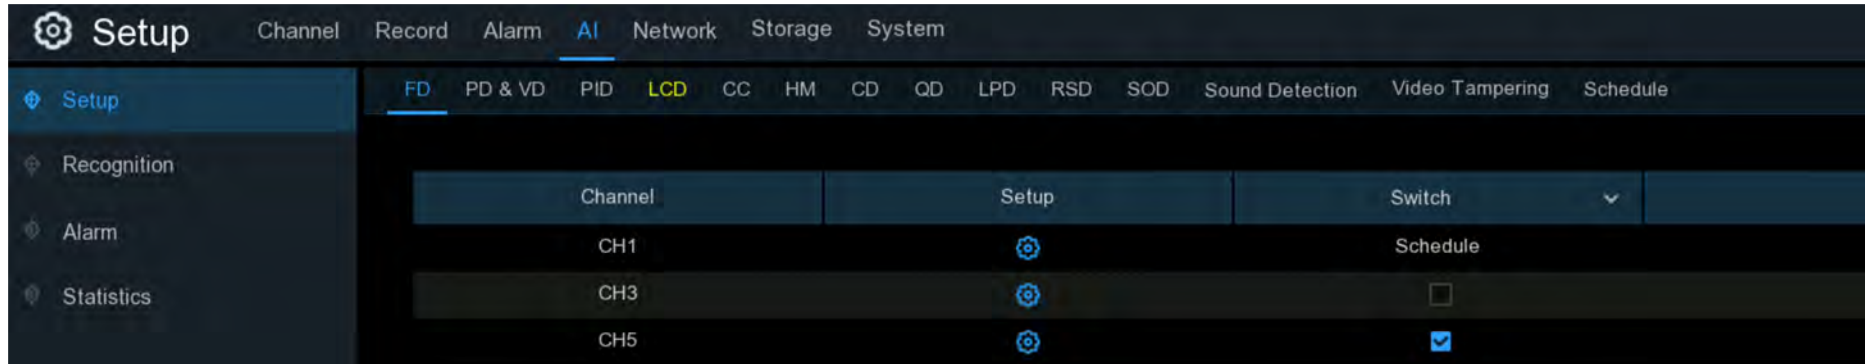 Setup Channel Record Alarm AI Network Storage System
Setup
Recognition
Alarm
Statistics
FD PD & VD PID LCD CC HM CD QD LPD RSD SOD Sound Detection Video Tampering Schedule
Channel Setup Switch
CH1 Schedule
CH3
CH5